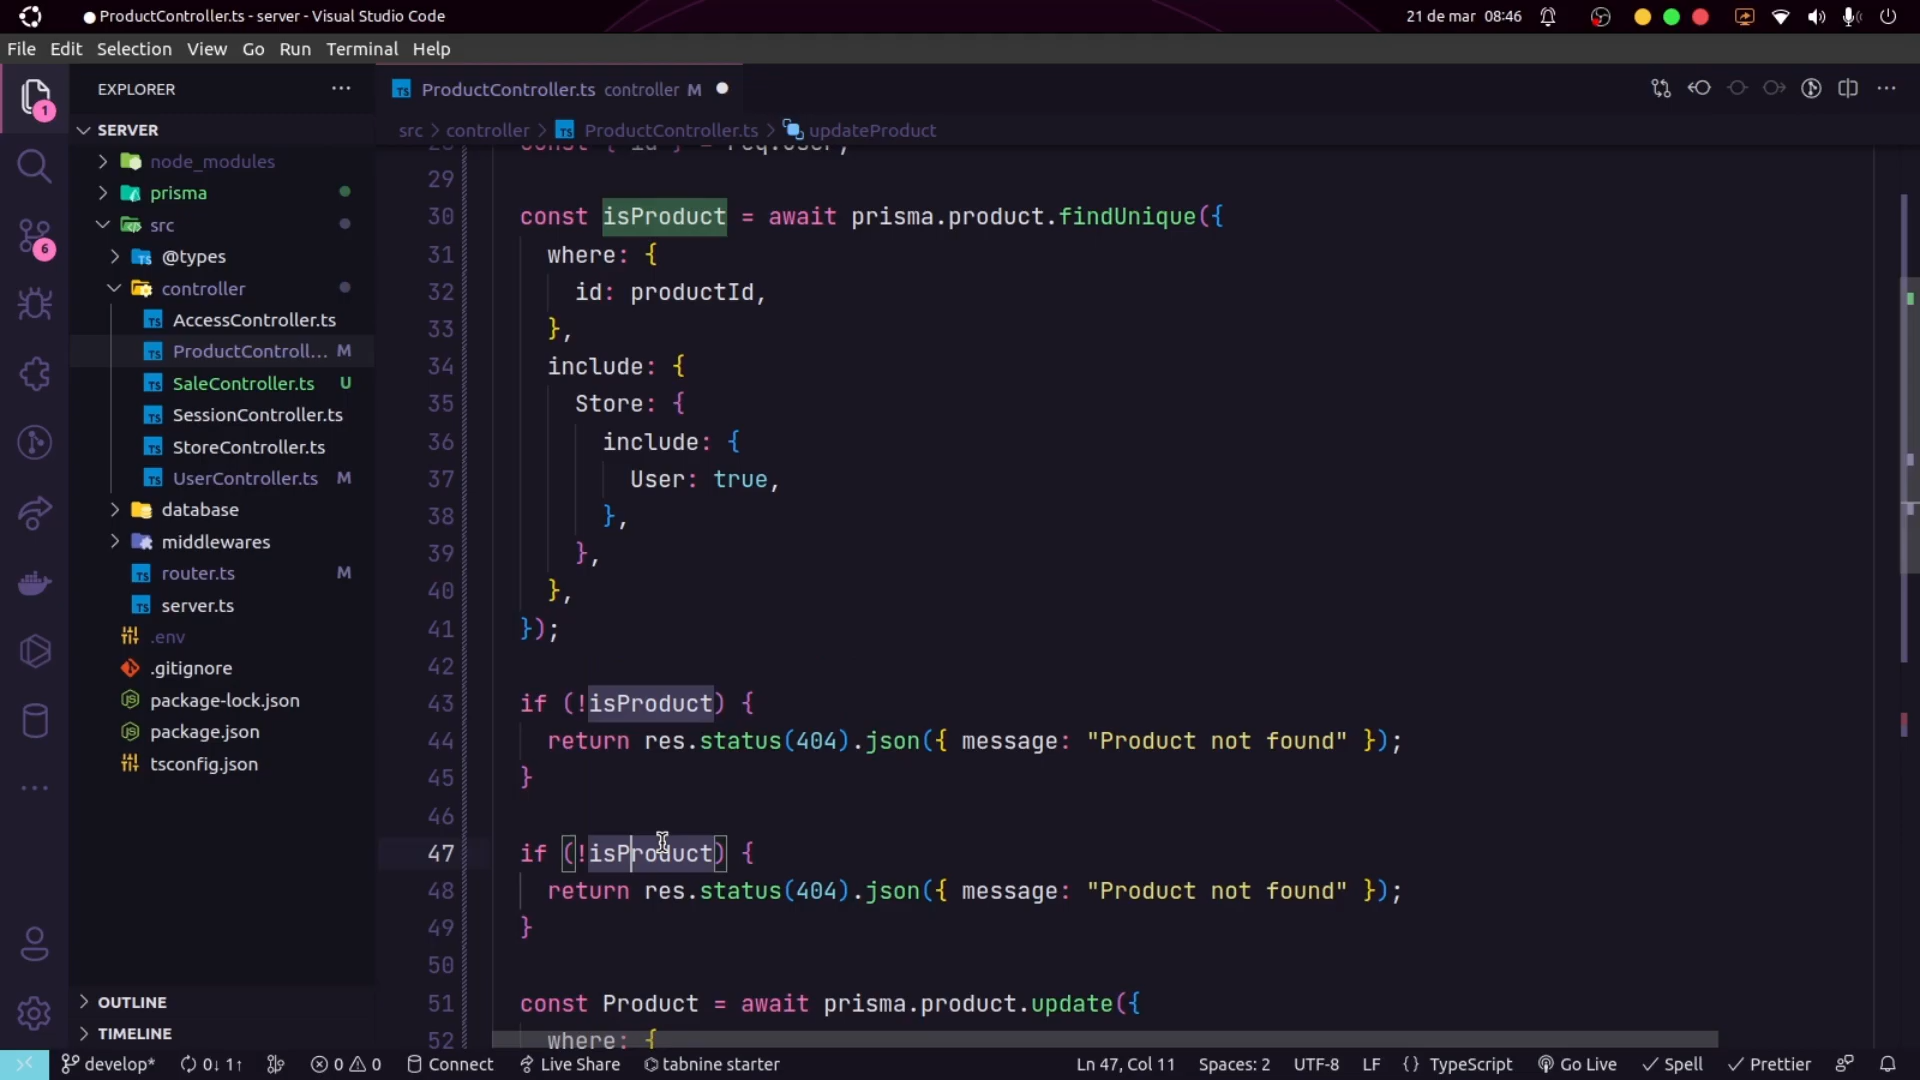 ProductController.ts - server - Visual Studio Code
21 de mar 08:46
File Edit Selection View Go Run Terminal Help
EXPLORER
SERVER
node_modules
prisma
src
@types
controller
AccessController.ts
ProductControll... M
SaleController.ts U
SessionController.ts
StoreController.ts
UserController.ts M
database
middlewares
router.ts M
server.ts
.env
.gitignore
package-lock.json
package.json
tsconfig.json
OUTLINE
TIMELINE
1
6
ProductController.ts controller M
src > controller > ProductController.ts > updateProduct
28 const { id } = req.user;
29
30 const isProduct = await prisma.product.findUnique({
31 where: {
32 id: productId,
33 },
34 include: {
35 Store: {
36 include: {
37 User: true,
38 },
39 },
40 },
41 });
42
43 if (!isProduct) {
44 return res.status(404).json({ message: "Product not found" });
45 }
46
47 if (!isProduct) {
48 return res.status(404).json({ message: "Product not found" });
49 }
50
51 const Product = await prisma.product.update({
52 where: {
develop* 0↓ 1↑ 0 0 Connect Live Share tabnine starter Ln 47, Col 11 Spaces: 2 UTF-8 LF {} TypeScript Go Live Spell Prettier